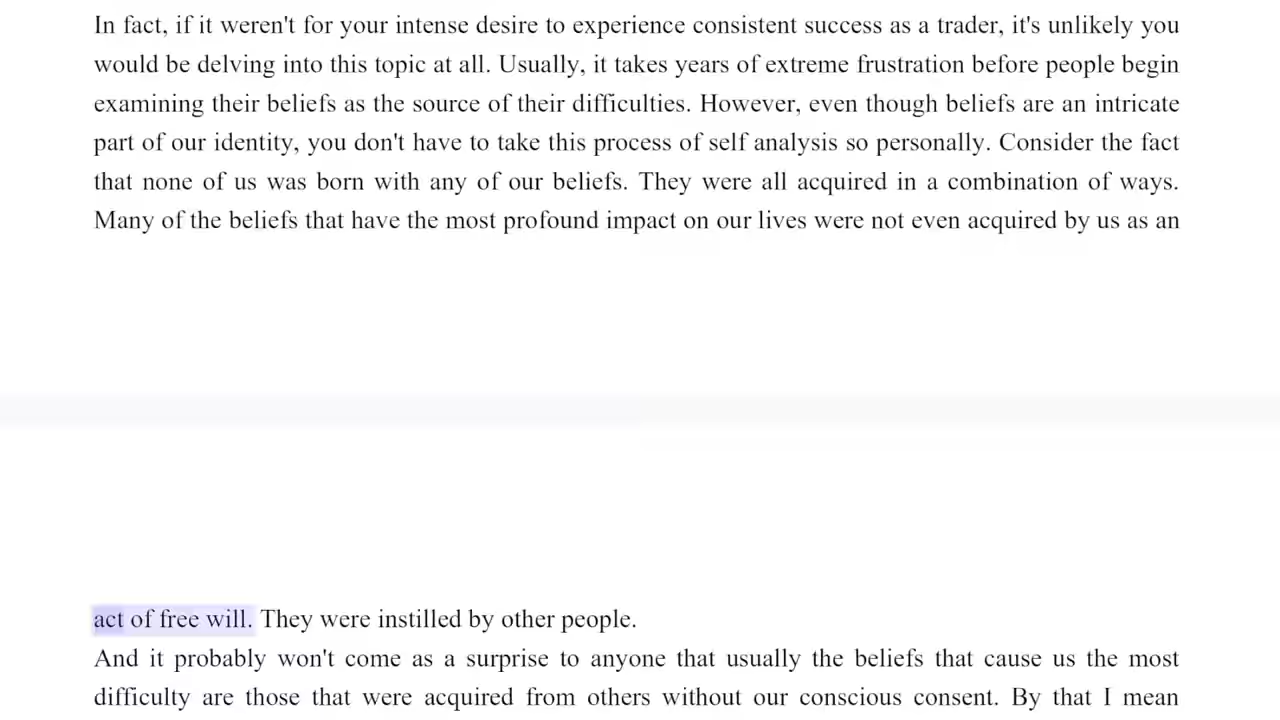 In fact, if it weren't for your intense desire to experience consistent success as a trader, it's unlikely you
would be delving into this topic at all. Usually, it takes years of extreme frustration before people begin
examining their beliefs as the source of their difficulties. However, even though beliefs are an intricate
part of our identity, you don't have to take this process of self analysis so personally. Consider the fact
that none of us was born with any of our beliefs. They were all acquired in a combination of ways.
Many of the beliefs that have the most profound impact on our lives were not even acquired by us as an
act of free will. They were instilled by other people.
And it probably won't come as a surprise to anyone that usually the beliefs that cause us the most
difficulty are those that were acquired from others without our conscious consent. By that I mean